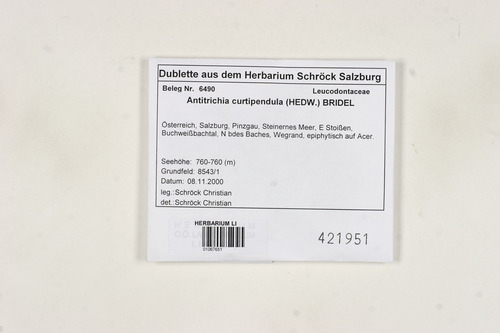 Dublette aus dem Herbarium Schröck Salzburg
Beleg Nr. 6490 Leucodontaceae
Antitrichia curtipendula (HEDW.) BRIDEL
Österreich, Salzburg, Pinzgau, Steinernes Meer, E Stoißen,
Buchweißbachtal, N bdes Baches, Wegrand, epiphytisch auf Acer.
Seehöhe: 760-760 (m)
Grundfeld: 8543/1
Datum: 08.11.2000
leg.:Schröck Christian
det.:Schröck Christian
HERBARIUM LI
01067651
421951